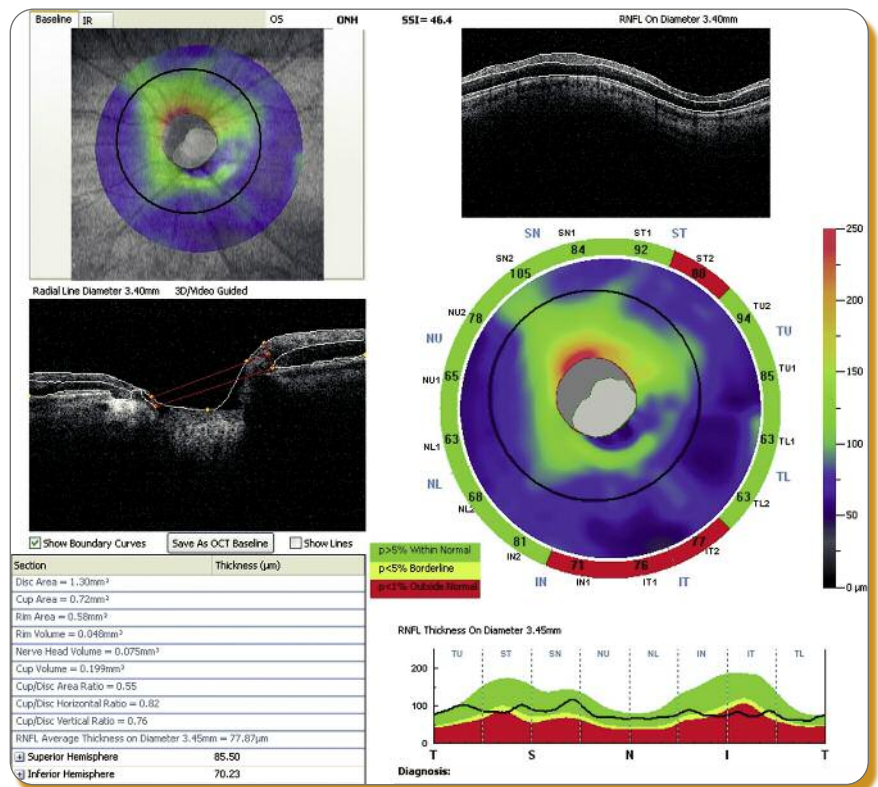 Baseline IR OS ONH
SSI= 46.4 RNFL On Diameter 3.40mm
Radial Line Diameter 3.40mm 3D/Video Guided
SN SN1 ST1 ST
84 92
SN2 ST2
105 80
NU2 78 94 TU2
NU TU
NU1 65 85 TU1
NL1 63 63 TL1
NL TL
NL2 68 63 TL2
IN2 81 77 IT2
71 76
IN IN1 IT1 IT
250
200
150
100
50
0 µm
Show Boundary Curves Save As OCT Baseline Show Lines
p>5% Within Normal
p<5% Borderline
p<1% Outside Normal
Section Thickness (µm)
Disc Area = 1.30mm²
Cup Area = 0.72mm²
Rim Area = 0.58mm²
Rim Volume = 0.048mm³
Nerve Head Volume = 0.075mm³
Cup Volume = 0.199mm³
Cup/Disc Area Ratio = 0.55
Cup/Disc Horizontal Ratio = 0.82
Cup/Disc Vertical Ratio = 0.76
RNFL Average Thickness on Diameter 3.45mm = 77.87µm
Superior Hemisphere 85.50
Inferior Hemisphere 70.23
RNFL Thickness On Diameter 3.45mm
TU ST SN NU NL IN IT TL
200
100
0
T S N I T
Diagnosis: